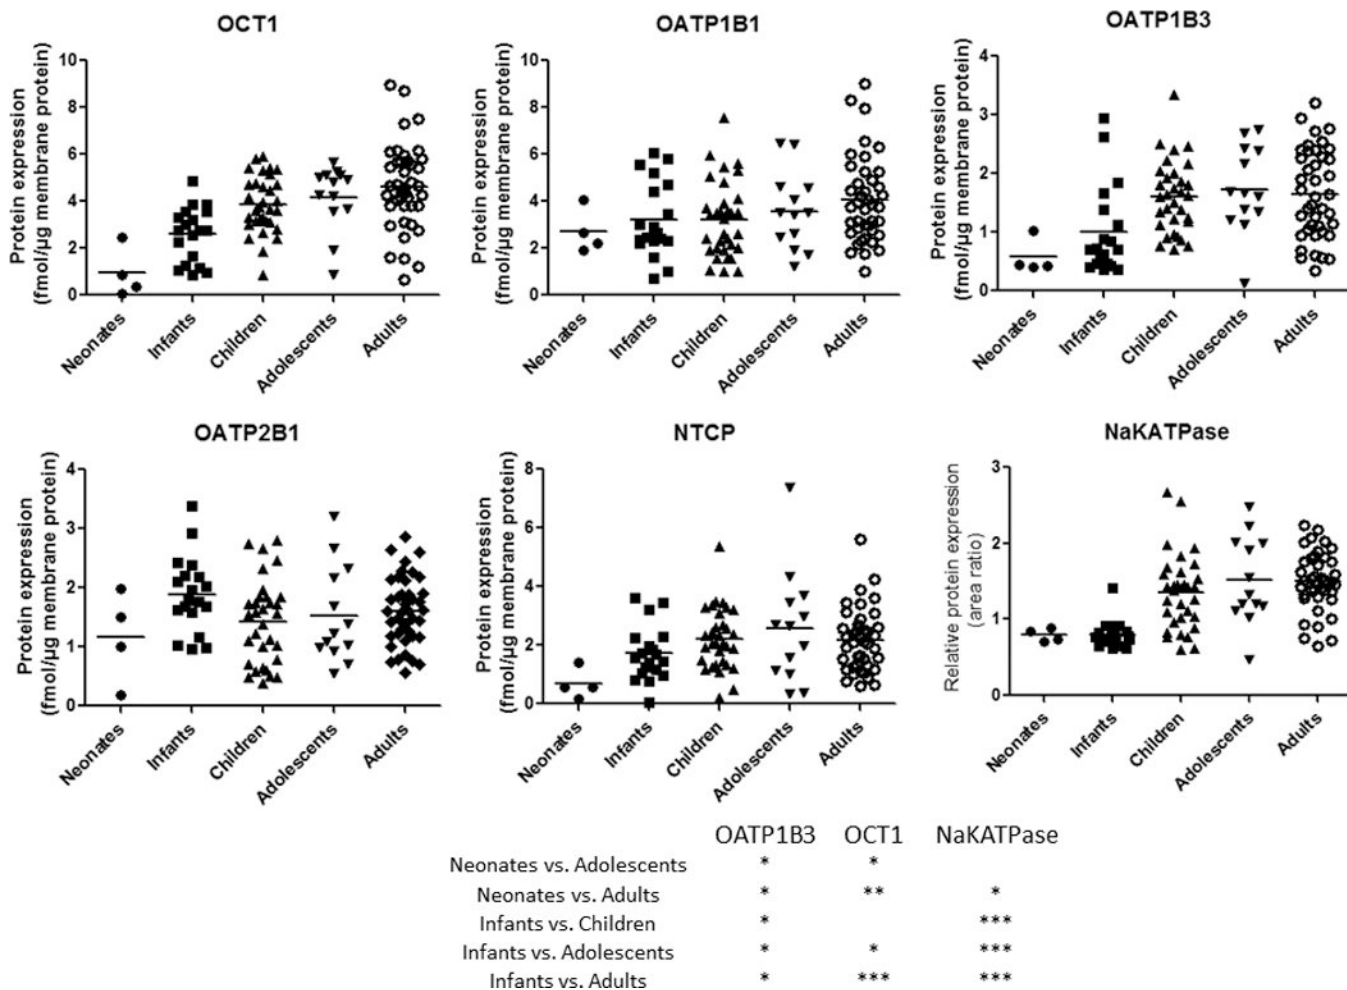 OCT1
Protein expression
(fmol/µg membrane protein)
10
8
6
4
2
0
Neonates
Infants
Children
Adolescents
Adults
OATP1B1
Protein expression
(fmol/µg membrane protein)
10
8
6
4
2
0
Neonates
Infants
Children
Adolescents
Adults
OATP1B3
Protein expression
(fmol/µg membrane protein)
4
3
2
1
0
Neonates
Infants
Children
Adolescents
Adults
OATP2B1
Protein expression
(fmol/µg membrane protein)
4
3
2
1
0
Neonates
Infants
Children
Adolescents
Adults
NTCP
Protein expression
(fmol/µg membrane protein)
8
6
4
2
0
Neonates
Infants
Children
Adolescents
Adults
NaKATPase
Relative protein expression
(area ratio)
3
2
1
0
Neonates
Infants
Children
Adolescents
Adults
OATP1B3 OCT1 NaKATPase
Neonates vs. Adolescents * *
Neonates vs. Adults * ** *
Infants vs. Children * ***
Infants vs. Adolescents * * ***
Infants vs. Adults * *** ***